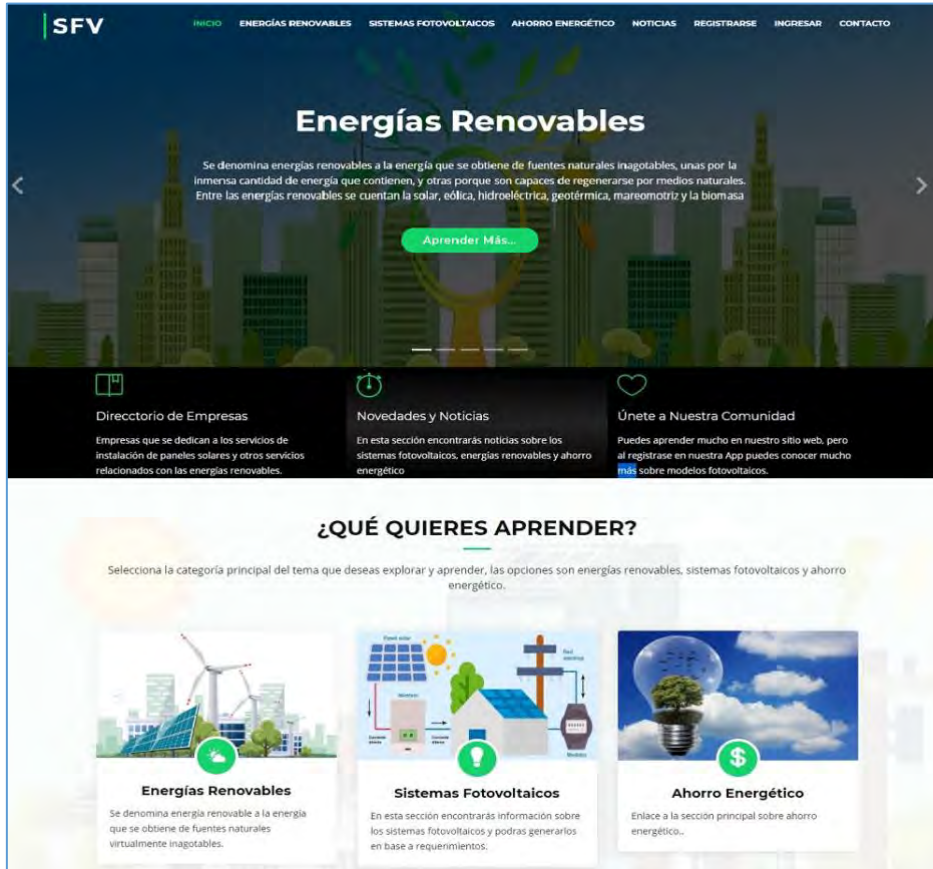 SFV
INICIO ENERGÍAS RENOVABLES SISTEMAS FOTOVOLTAICOS AHORRO ENERGÉTICO NOTICIAS REGISTRARSE INGRESAR CONTACTO
Energías Renovables
Se denomina energías renovables a la energía que se obtiene de fuentes naturales inagotables, unas por la
inmensa cantidad de energía que contienen, y otras porque son capaces de regenerarse por medios naturales.
Entre las energías renovables se cuentan la solar, eólica, hidroeléctrica, geotérmica, mareomotriz y la biomasa
Aprender Más...
Direcctorio de Empresas
Empresas que se dedican a los servicios de
instalación de paneles solares y otros servicios
relacionados con las energías renovables.
Novedades y Noticias
En esta sección encontrarás noticias sobre los
sistemas fotovoltaicos, energías renovables y ahorro
energético
Únete a Nuestra Comunidad
Puedes aprender mucho en nuestro sitio web, pero
al registrase en nuestra App puedes conocer mucho
más sobre modelos fotovoltaicos.
¿QUÉ QUIERES APRENDER?
Selecciona la categoría principal del tema que deseas explorar y aprender, las opciones son energías renovables, sistemas fotovoltaicos y ahorro
energético.
Energías Renovables
Se denomina energía renovable a la energía
que se obtiene de fuentes naturales
virtualmente inagotables.
Panel solar
Red
eléctrica
Sistemas Fotovoltaicos
En esta sección encontrarás información sobre
los sistemas fotovoltaicos y podras generarlos
en base a requerimientos.
Ahorro Energético
Enlace a la sección principal sobre ahorro
energético..